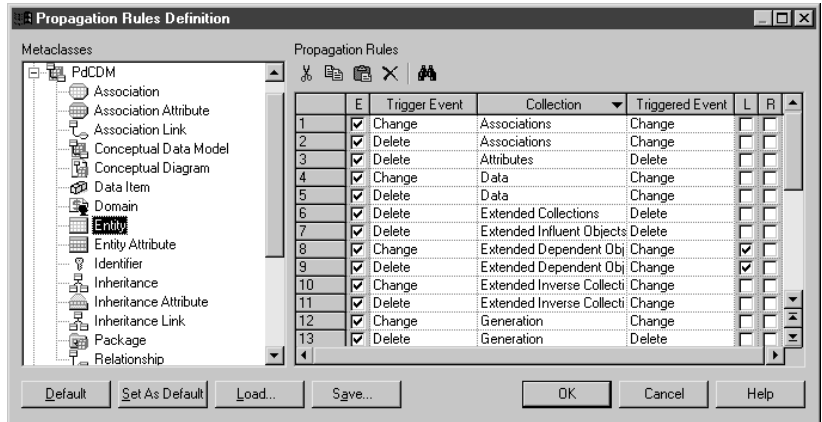 Propagation Rules Definition
Metaclasses
PdCDM
Association
Association Attribute
Association Link
Conceptual Data Model
Conceptual Diagram
Data Item
Domain
Entity
Entity Attribute
Identifier
Inheritance
Inheritance Attribute
Inheritance Link
Package
Relationship
Propagation Rules
E Trigger Event Collection Triggered Event L R
1 Change Associations Change
2 Delete Associations Change
3 Delete Attributes Delete
4 Change Data Change
5 Delete Data Change
6 Delete Extended Collections Delete
7 Delete Extended Influent Objects Delete
8 Change Extended Dependent Obj Change
9 Delete Extended Dependent Obj Change
10 Change Extended Inverse Collecti Change
11 Delete Extended Inverse Collecti Change
12 Change Generation Change
13 Delete Generation Delete
Default Set As Default Load... Save... OK Cancel Help